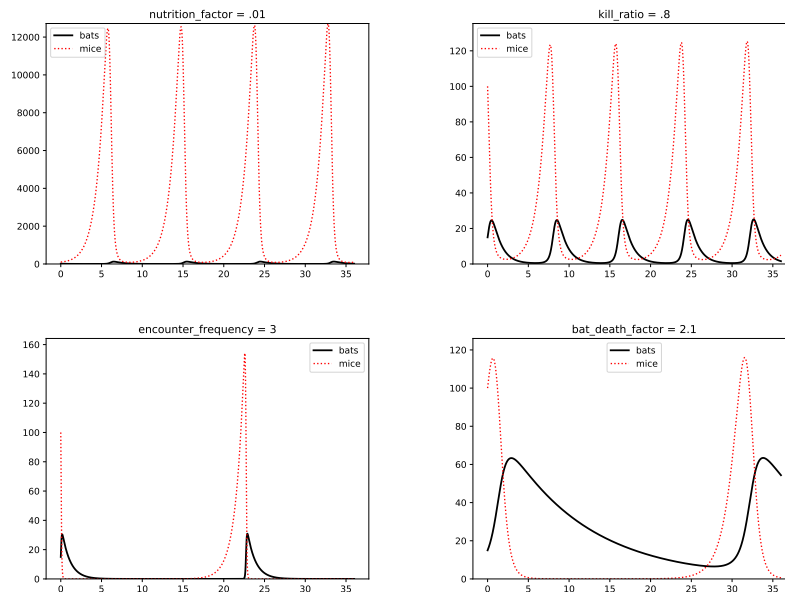 nutrition_factor = .01
bats
mice
12000
10000
8000
6000
4000
2000
0
0 5 10 15 20 25 30 35
kill_ratio = .8
bats
mice
120
100
80
60
40
20
0
0 5 10 15 20 25 30 35
encounter_frequency = 3
bats
mice
160
140
120
100
80
60
40
20
0
0 5 10 15 20 25 30 35
bat_death_factor = 2.1
bats
mice
120
100
80
60
40
20
0
0 5 10 15 20 25 30 35